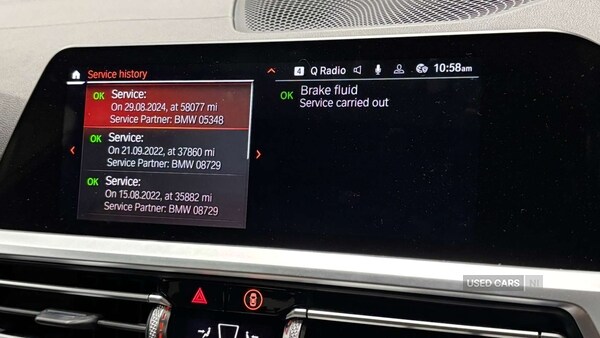 Service history
4 Q Radio 10:58am
OK Service:
On 29.08.2024, at 58077 mi
Service Partner: BMW 05348
OK Service:
On 21.09.2022, at 37860 mi
Service Partner: BMW 08729
OK Service:
On 15.08.2022, at 35882 mi
Service Partner: BMW 08729
OK Brake fluid
Service carried out
USED CARS NI